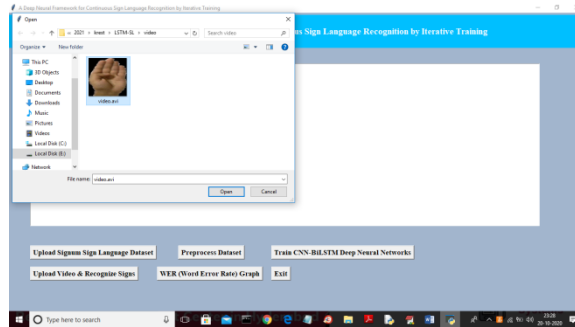 A Deep Neural Framework for Continuous Sign Language Recognition by Iterative Training
Open
us Sign Language Recognition by Iterative Training
« 2021 › LSTM-SL › video
Search video
Organize
New folder
This PC
3D Objects
Desktop
Documents
Downloads
Music
Pictures
Videos
Local Disk (C:)
Local Disk (E:)
Network
video.avi
File name: video.avi
Open Cancel
Upload Signum Sign Language Dataset Preprocess Dataset Train CNN-BiLSTM Deep Neural Networks
Upload Video & Recognize Signs WER (Word Error Rate) Graph Exit
Type here to search
23:28
20-10-2020